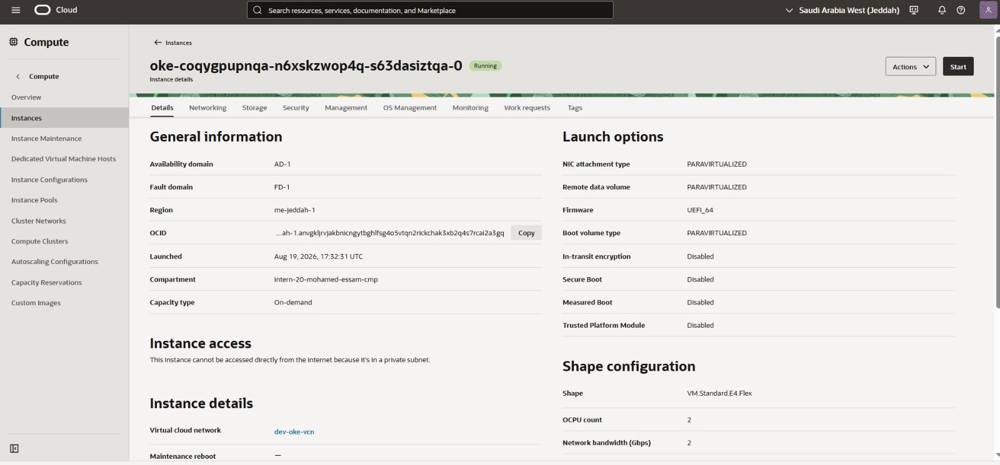 Cloud
Search resources, services, documentation, and Marketplace
Saudi Arabia West (Jeddah)
Compute
Compute
Overview
Instances
Instance Maintenance
Dedicated Virtual Machine Hosts
Instance Configurations
Instance Pools
Cluster Networks
Compute Clusters
Autoscaling Configurations
Capacity Reservations
Custom Images
Instances
oke-coqygpupnqa-n6xskzwop4q-s63dasiztqa-0 Running
Instance details
Actions Start
Details Networking Storage Security Management OS Management Monitoring Work requests Tags
General information
Availability domain AD-1
Fault domain FD-1
Region me-jeddah-1
OCID ...ah-1.anvgkljrvjakbnicngytbghlfsg4o5vtqn2rickchak3xb2q4s7rcai2a3gq Copy
Launched Aug 19, 2026, 17:32:31 UTC
Compartment intern-20-mohamed-essam-cmp
Capacity type On-demand
Instance access
This instance cannot be accessed directly from the internet because it's in a private subnet.
Instance details
Virtual cloud network dev-oke-vcn
Maintenance reboot —
Launch options
NIC attachment type PARAVIRTUALIZED
Remote data volume PARAVIRTUALIZED
Firmware UEFI_64
Boot volume type PARAVIRTUALIZED
In-transit encryption Disabled
Secure Boot Disabled
Measured Boot Disabled
Trusted Platform Module Disabled
Shape configuration
Shape VM.Standard.E4.Flex
OCPU count 2
Network bandwidth (Gbps) 2